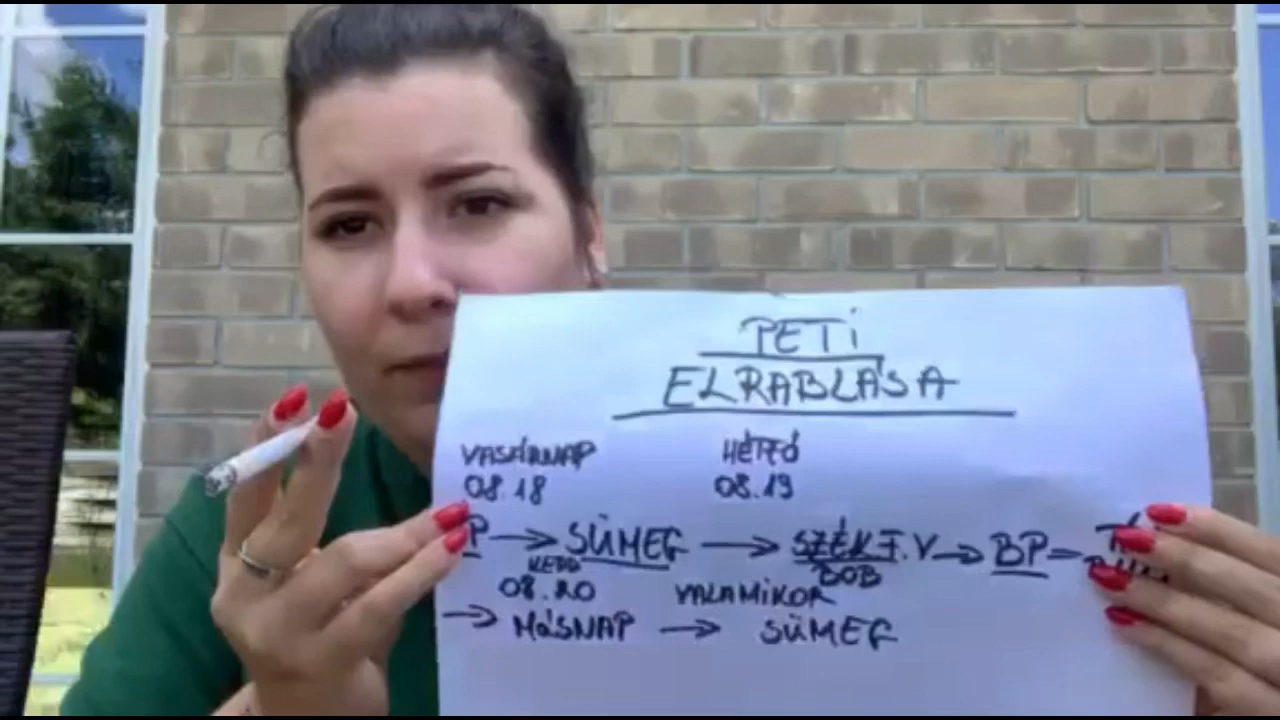 PETI
ELRABLÁSA
VASÁRNAP HÉTFŐ
08.18 08.19
P → SÜMEG → SZÉKF.V → BP →
KEDD BOB
08.20 VALAMIKOR
→ MÁSNAP → SÜMEG